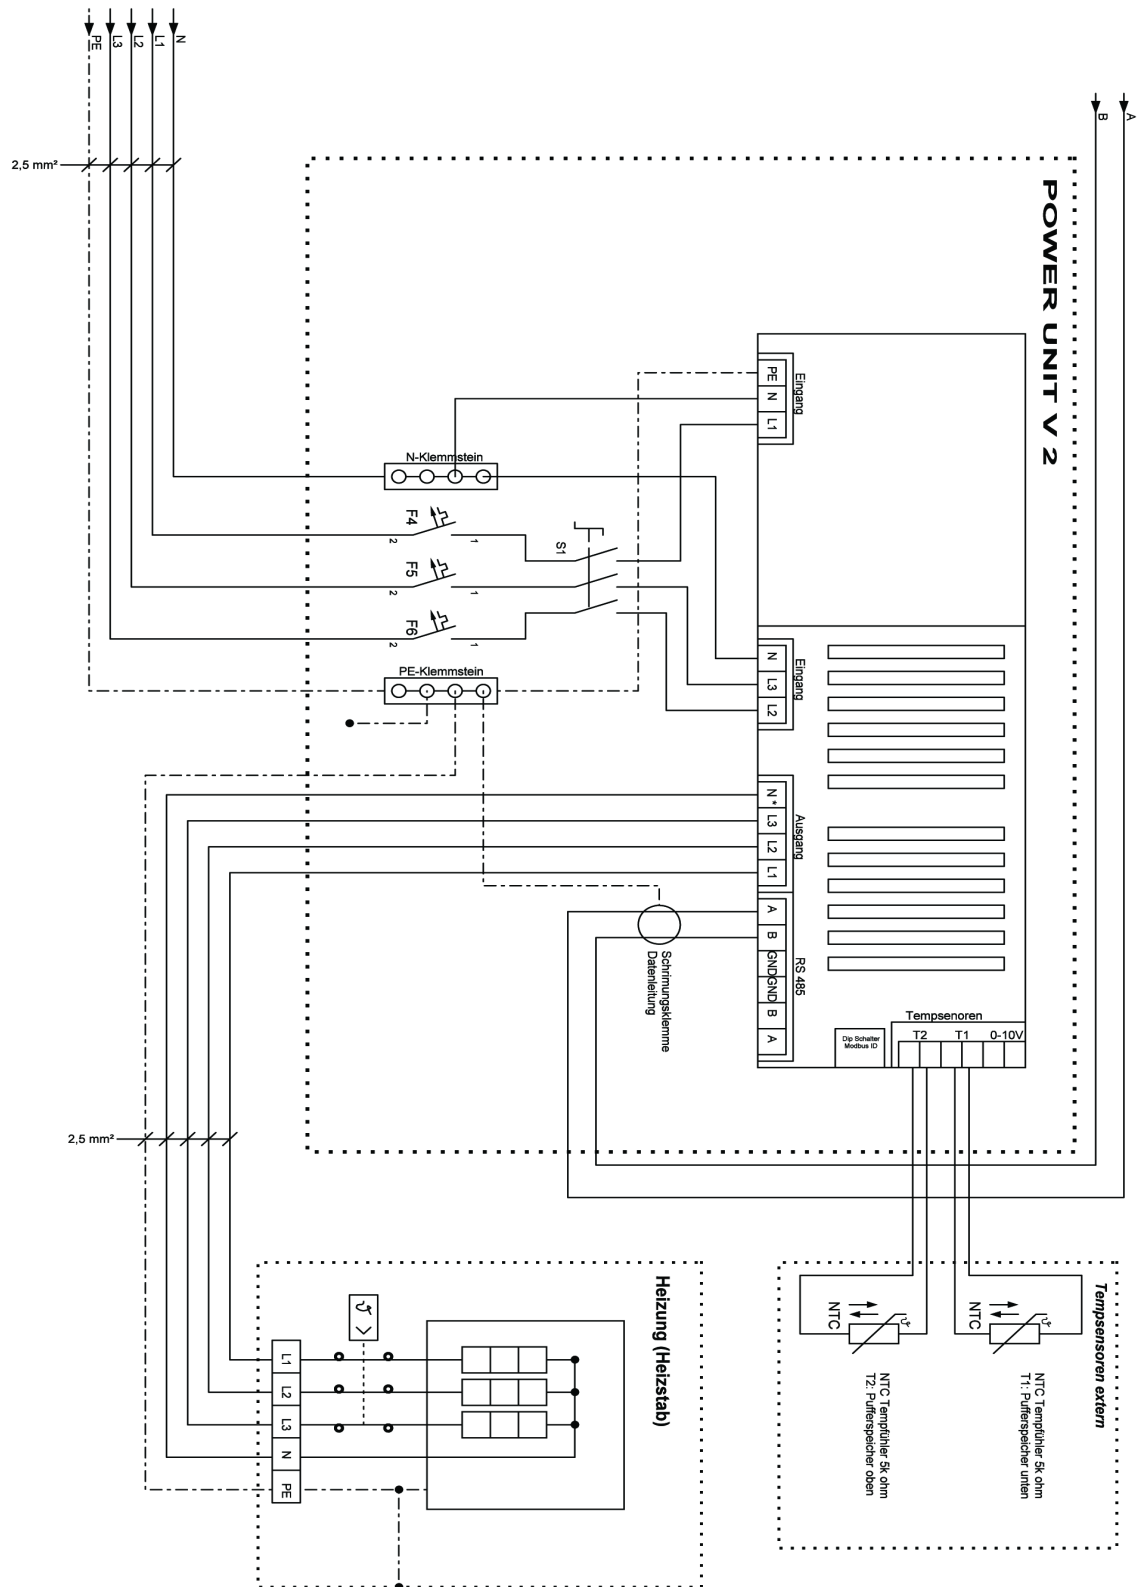 PE
L3
L2
L1
N
B
A
2,5 mm²
POWER UNIT V 2
Eingang
PE
N
L1
N-Klemmstein
F4
2
1
S1
F5
2
1
F6
2
1
PE-Klemmstein
Eingang
N
L3
L2
Ausgang
N *
L3
L2
L1
RS 485
A
B
GND
GND
B
A
Schrimungsklemme
Datenleitung
Dip Schalter
Modbus ID
Tempsenoren
T2
T1
0-10V
2,5 mm²
Heizung (Heizstab)
ϑ >
L1
L2
L3
N
PE
Tempsensoren extern
NTC
ϑ
NTC
ϑ
NTC Tempfühler 5k ohm
T1: Pufferspeicher unten
NTC Tempfühler 5k ohm
T2: Pufferspeicher oben